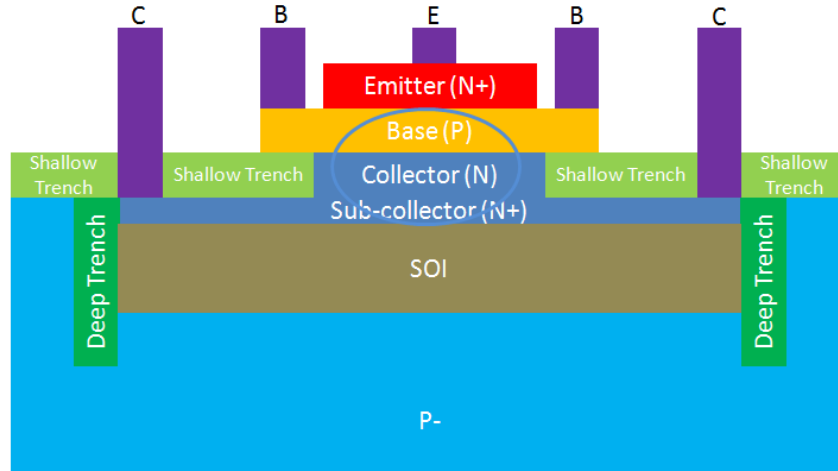 C B E B C
Emitter (N+)
Base (P)
Shallow
Trench
Shallow Trench
Collector (N)
Shallow Trench
Shallow
Trench
Sub-collector (N+)
Deep Trench
SOI
Deep Trench
P-